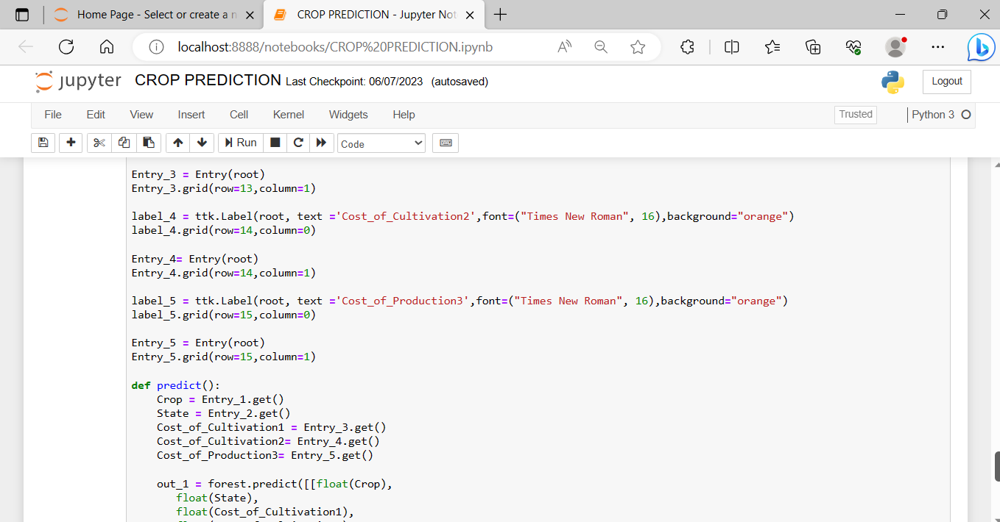 Home Page - Select or create a n
CROP PREDICTION - Jupyter Not
localhost:8888/notebooks/CROP%20PREDICTION.ipynb
jupyter CROP PREDICTION Last Checkpoint: 06/07/2023 (autosaved)
Logout
File Edit View Insert Cell Kernel Widgets Help
Trusted
Python 3
Run
Code
Entry_3 = Entry(root)
Entry_3.grid(row=13,column=1)
label_4 = ttk.Label(root, text ='Cost_of_Cultivation2',font=("Times New Roman", 16),background="orange")
label_4.grid(row=14,column=0)
Entry_4= Entry(root)
Entry_4.grid(row=14,column=1)
label_5 = ttk.Label(root, text ='Cost_of_Production3',font=("Times New Roman", 16),background="orange")
label_5.grid(row=15,column=0)
Entry_5 = Entry(root)
Entry_5.grid(row=15,column=1)
def predict():
    Crop = Entry_1.get()
    State = Entry_2.get()
    Cost_of_Cultivation1 = Entry_3.get()
    Cost_of_Cultivation2= Entry_4.get()
    Cost_of_Production3= Entry_5.get()
    out_1 = forest.predict([[float(Crop),
       float(State),
       float(Cost_of_Cultivation1),